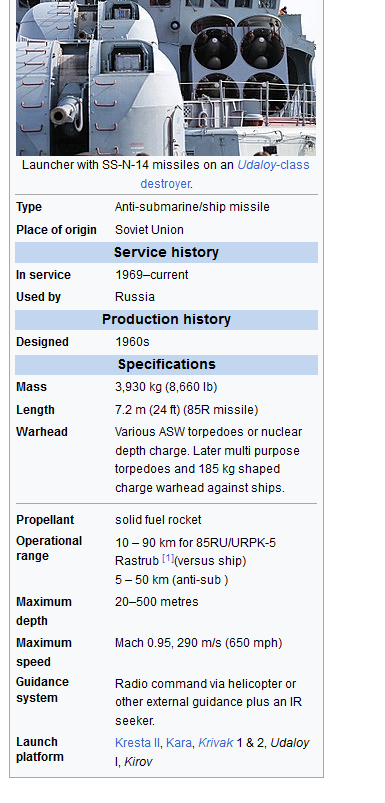 Launcher with SS-N-14 missiles on an Udaloy-class
destroyer.
Type Anti-submarine/ship missile
Place of origin Soviet Union
Service history
In service 1969–current
Used by Russia
Production history
Designed 1960s
Specifications
Mass 3,930 kg (8,660 lb)
Length 7.2 m (24 ft) (85R missile)
Warhead Various ASW torpedoes or nuclear
depth charge. Later multi purpose
torpedoes and 185 kg shaped
charge warhead against ships.
Propellant solid fuel rocket
Operational range 10 – 90 km for 85RU/URPK-5
Rastrub [1](versus ship)
5 – 50 km (anti-sub )
Maximum depth 20–500 metres
Maximum speed Mach 0.95, 290 m/s (650 mph)
Guidance system Radio command via helicopter or
other external guidance plus an IR
seeker.
Launch platform Kresta II, Kara, Krivak 1 & 2, Udaloy
I, Kirov